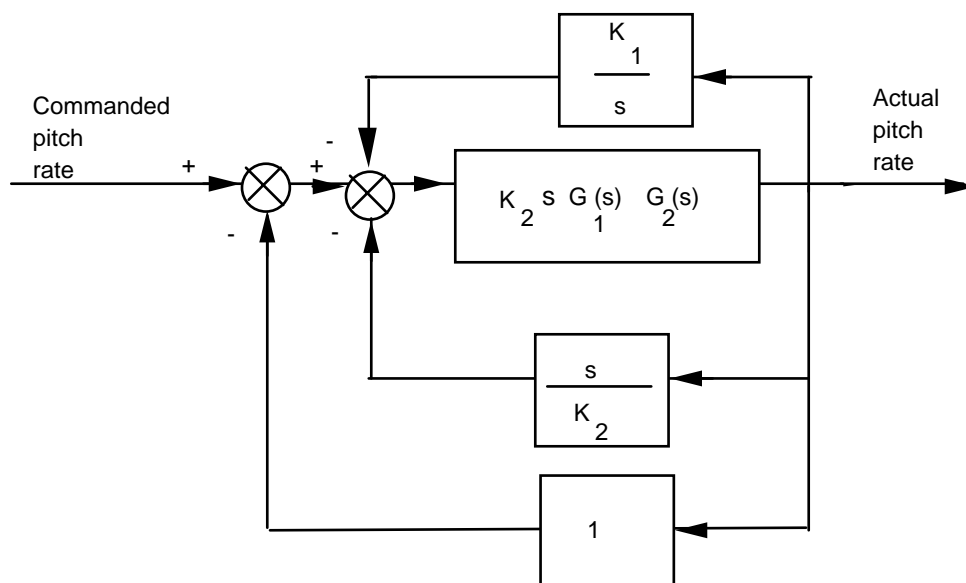 K
1
s
Commanded
pitch
rate
Actual
pitch
rate
-
+
+
K 2 s G 1 (s) G 2 (s)
-
-
s
K 2
1